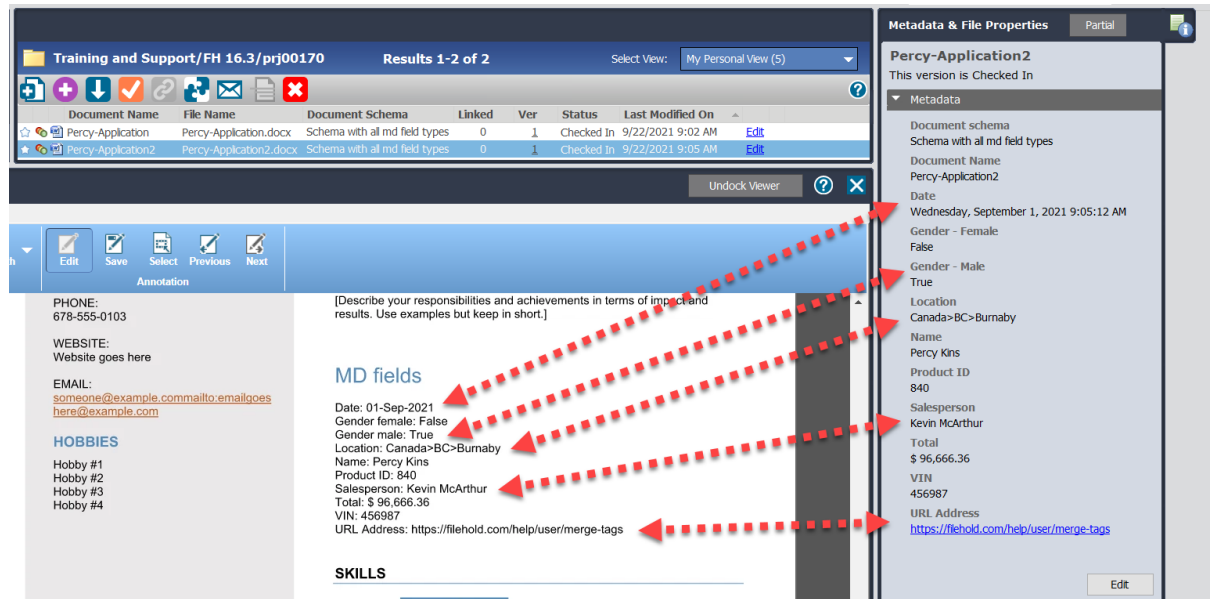 Training and Support/FH 16.3/prj00170
Results 1-2 of 2
Select View:
My Personal View (5)
Document Name File Name Document Schema Linked Ver Status Last Modified On
Percy-Application Percy-Application.docx Schema with all md field types 0 1 Checked In 9/22/2021 9:02 AM Edit
Percy-Application2 Percy-Application2.docx Schema with all md field types 0 1 Checked In 9/22/2021 9:05 AM Edit
Undock Viewer
Edit Save Select Previous Next
Annotation
PHONE:
678-555-0103
WEBSITE:
Website goes here
EMAIL:
someone@example.commailto:emailgoes
here@example.com
HOBBIES
Hobby #1
Hobby #2
Hobby #3
Hobby #4
[Describe your responsibilities and achievements in terms of impact and
results. Use examples but keep in short.]
MD fields
Date: 01-Sep-2021
Gender female: False
Gender male: True
Location: Canada>BC>Burnaby
Name: Percy Kins
Product ID: 840
Salesperson: Kevin McArthur
Total: $ 96,666.36
VIN: 456987
URL Address: https://filehold.com/help/user/merge-tags
SKILLS
Metadata & File Properties
Partial
Percy-Application2
This version is Checked In
Metadata
Document schema
Schema with all md field types
Document Name
Percy-Application2
Date
Wednesday, September 1, 2021 9:05:12 AM
Gender - Female
False
Gender - Male
True
Location
Canada>BC>Burnaby
Name
Percy Kins
Product ID
840
Salesperson
Kevin McArthur
Total
$ 96,666.36
VIN
456987
URL Address
https://filehold.com/help/user/merge-tags
Edit